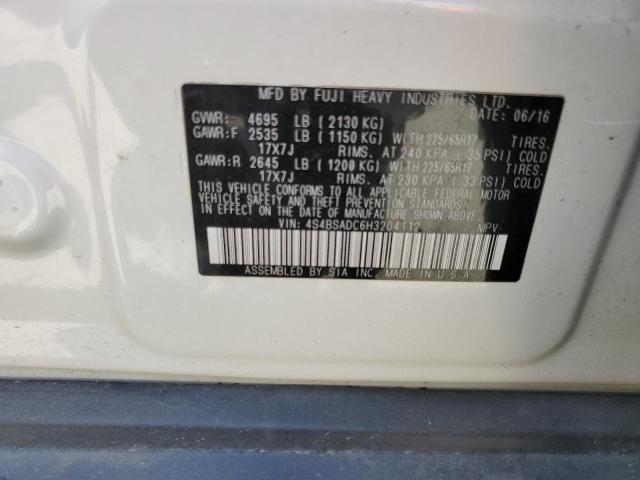 MFD BY FUJI HEAVY INDUSTRIES LTD.
DATE: 06/16
GVWR: 4695 LB (2130 KG)
GAWR:F 2535 LB (1150 KG) WITH 225/65R17 TIRES.
17X7J RIMS. AT 240 KPA (35 PSI) COLD
GAWR:R 2645 LB (1200 KG) WITH 225/65R17 TIRES.
17X7J RIMS. AT 230 KPA (33 PSI) COLD
THIS VEHICLE CONFORMS TO ALL APPLICABLE FEDERAL MOTOR
VEHICLE SAFETY STANDARDS IN EFFECT ON THE DATE OF
MANUFACTURE SHOWN ABOVE.
VIN: 4S4BSADC6H3204112 MPV-
ASSEMBLED BY SIA INC. MADE IN U.S.A.